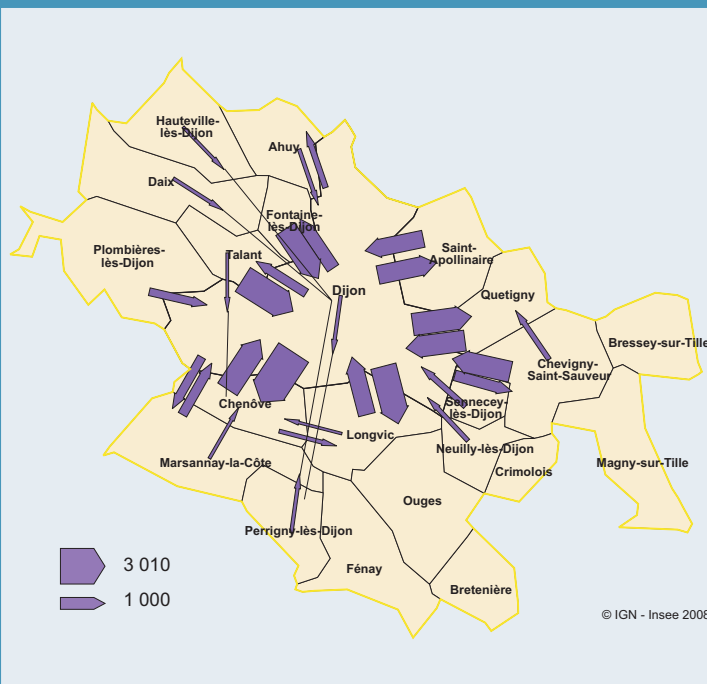 Hauteville-
lès-Dijon
Ahuy
Daix
Fontaine-
lès-Dijon
Plombières-
lès-Dijon
Talant
Saint-
Apollinaire
Dijon
Quetigny
Bressey-sur-Tille
Chevigny-
Saint-Sauveur
Chenôve
Sennecey-
lès-Dijon
Longvic
Neuilly-lès-Dijon
Marsannay-la-Côte
Crimolois
Magny-sur-Tille
Ouges
Perrigny-lès-Dijon
Fénay
Bretenière
3 010
1 000
© IGN - Insee 2008